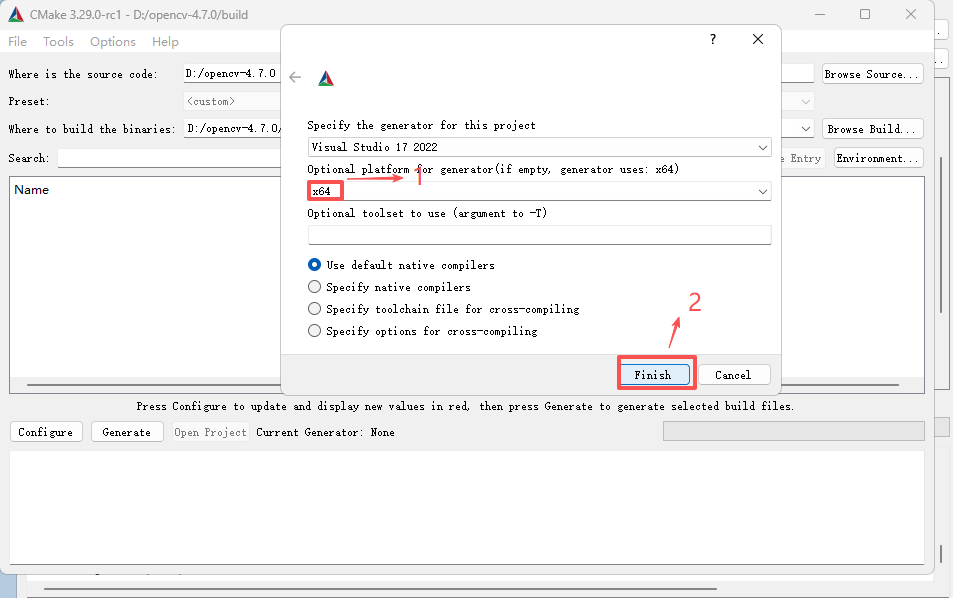 CMake 3.29.0-rc1 - D:/opencv-4.7.0/build
File Tools Options Help
?
Where is the source code: D:/opencv-4.7.0 Browse Source...
Preset: <custom>
Where to build the binaries: D:/opencv-4.7.0/ Browse Build...
Search: Entry Environment...
Name
Specify the generator for this project
Visual Studio 17 2022
Optional platform for generator(if empty, generator uses: x64)
1
x64
Optional toolset to use (argument to -T)
Use default native compilers
Specify native compilers
Specify toolchain file for cross-compiling
Specify options for cross-compiling
2
Finish Cancel
Press Configure to update and display new values in red, then press Generate to generate selected build files.
Configure Generate Open Project Current Generator: None